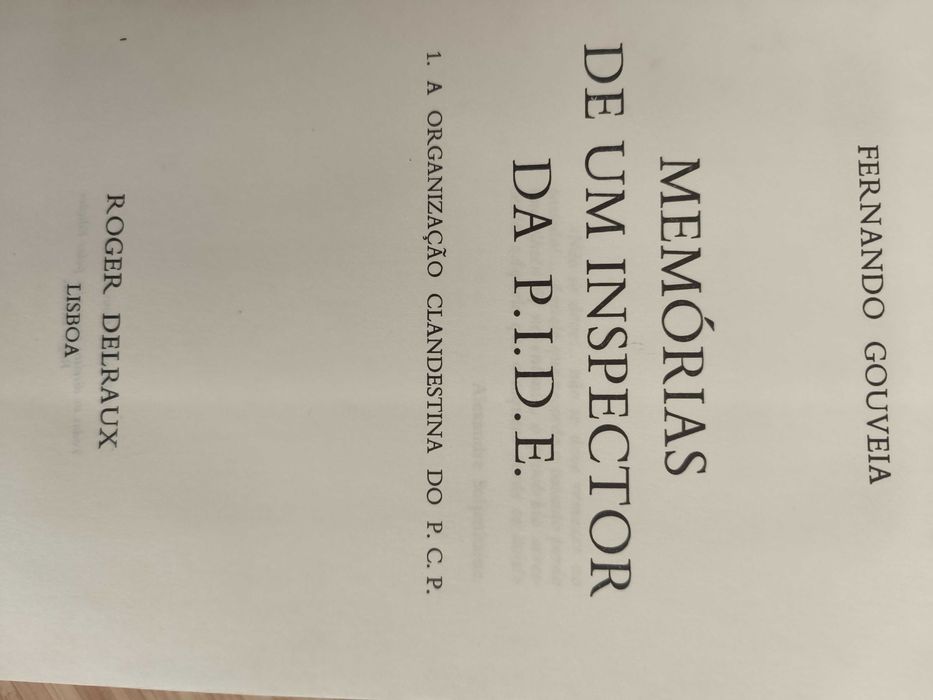 FERNANDO GOUVEIA
MEMÓRIAS
DE UM INSPECTOR
DA P.I.D.E.
1. A ORGANIZAÇÃO CLANDESTINA DO P. C. P.
ROGER DELRAUX
LISBOA